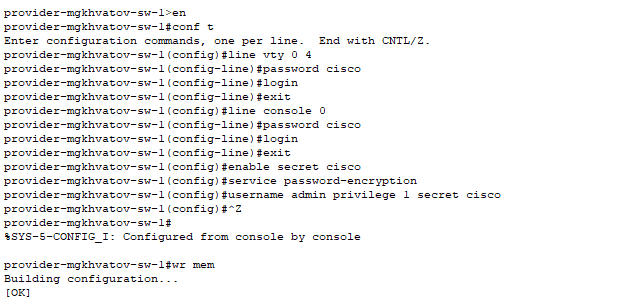 provider-mgkhvatov-sw-1>en
provider-mgkhvatov-sw-1#conf t
Enter configuration commands, one per line.  End with CNTL/Z.
provider-mgkhvatov-sw-1(config)#line vty 0 4
provider-mgkhvatov-sw-1(config-line)#password cisco
provider-mgkhvatov-sw-1(config-line)#login
provider-mgkhvatov-sw-1(config-line)#exit
provider-mgkhvatov-sw-1(config)#line console 0
provider-mgkhvatov-sw-1(config-line)#password cisco
provider-mgkhvatov-sw-1(config-line)#login
provider-mgkhvatov-sw-1(config-line)#exit
provider-mgkhvatov-sw-1(config)#enable secret cisco
provider-mgkhvatov-sw-1(config)#service password-encryption
provider-mgkhvatov-sw-1(config)#username admin privilege 1 secret cisco
provider-mgkhvatov-sw-1(config)#^Z
provider-mgkhvatov-sw-1#
%SYS-5-CONFIG_I: Configured from console by console

provider-mgkhvatov-sw-1#wr mem
Building configuration...
[OK]